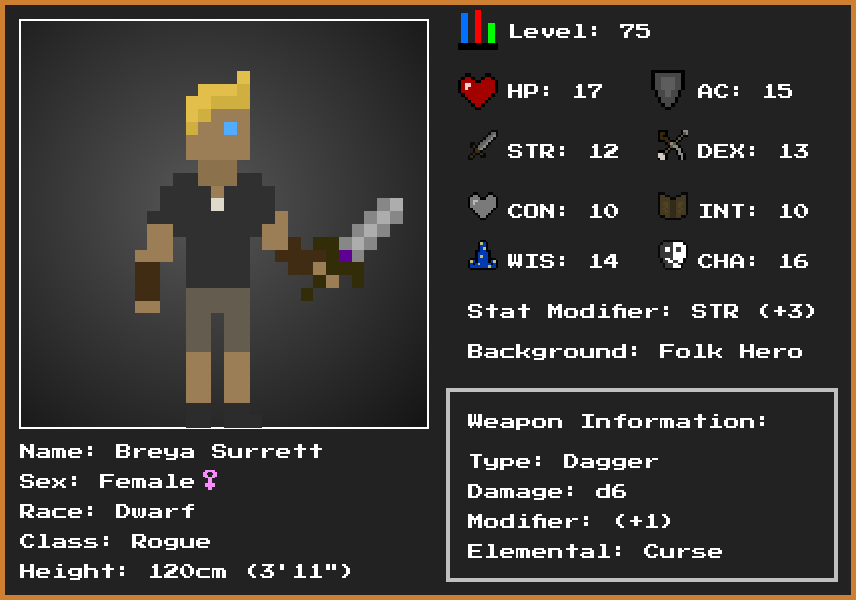 Level: 75
HP: 17
AC: 15
STR: 12
DEX: 13
CON: 10
INT: 10
WIS: 14
CHA: 16
Stat Modifier: STR (+3)
Background: Folk Hero
Weapon Information:
Type: Dagger
Damage: d6
Modifier: (+1)
Elemental: Curse
Name: Breya Surrett
Sex: Female♀
Race: Dwarf
Class: Rogue
Height: 120cm (3'11")